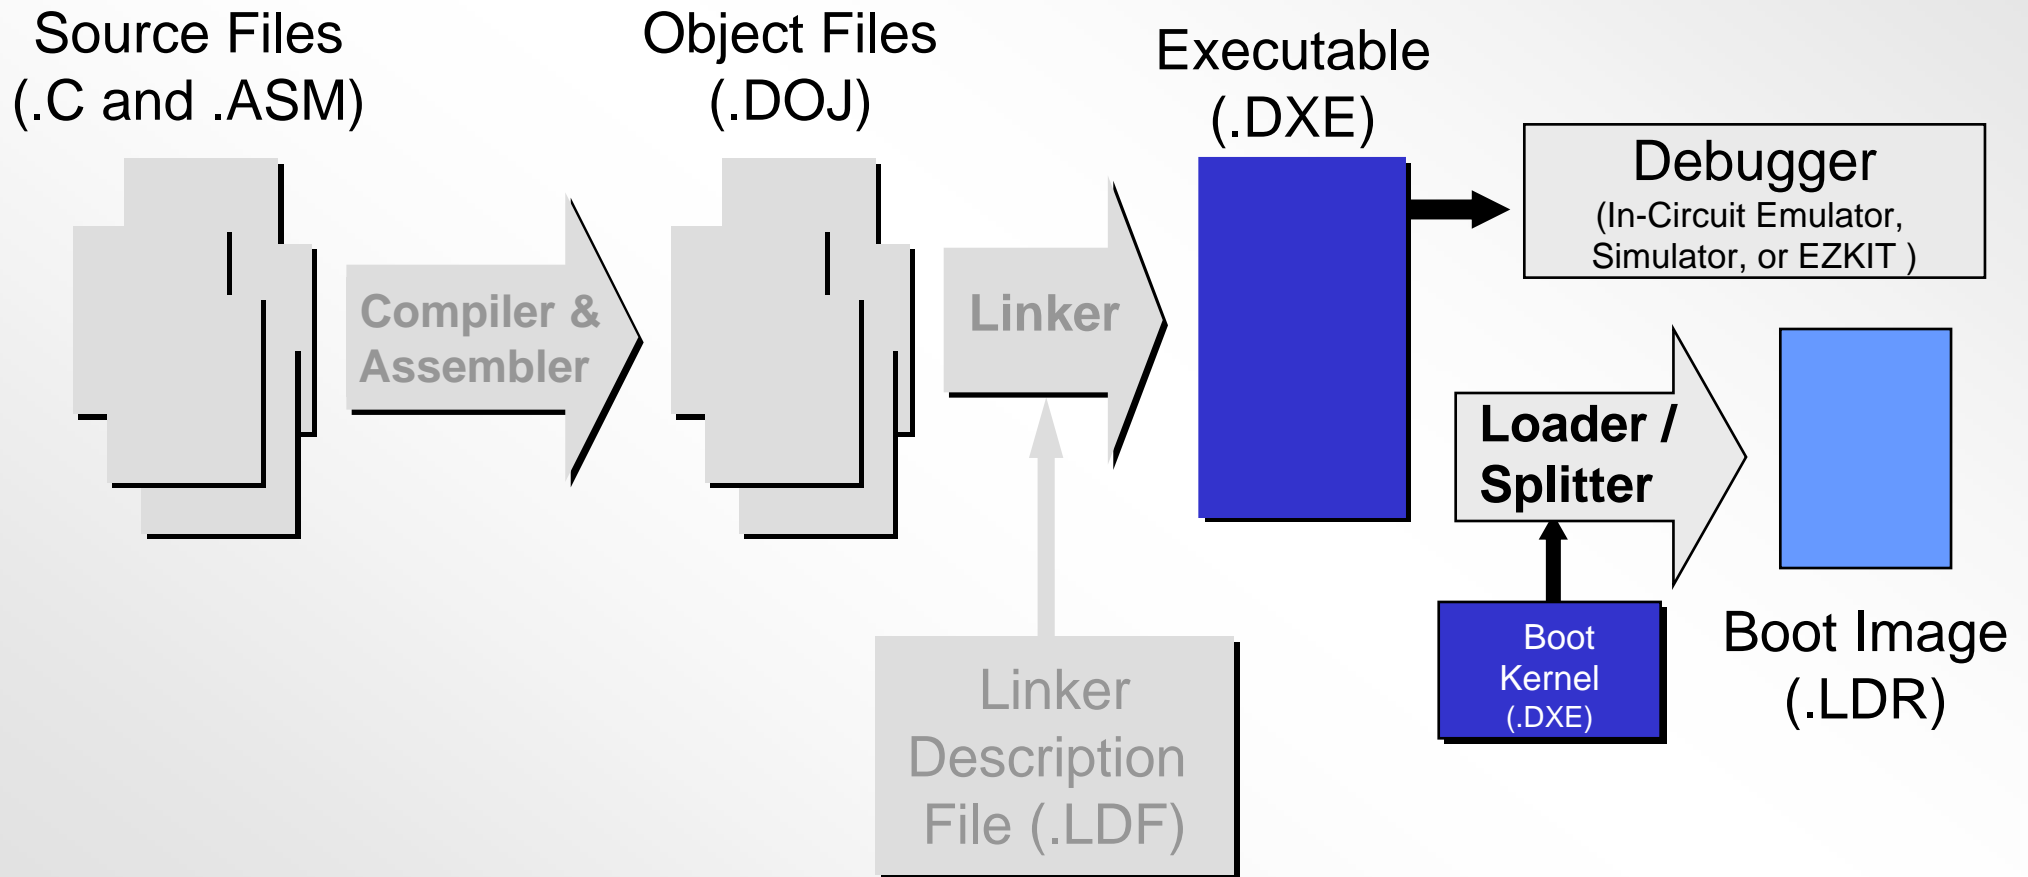 Source Files
(.C and .ASM)
Object Files
(.DOJ)
Executable
(.DXE)
Debugger
(In-Circuit Emulator,
Simulator, or EZKIT )
Compiler &
Assembler
Linker
Loader /
Splitter
Boot
Kernel
(.DXE)
Boot Image
(.LDR)
Linker
Description
File (.LDF)